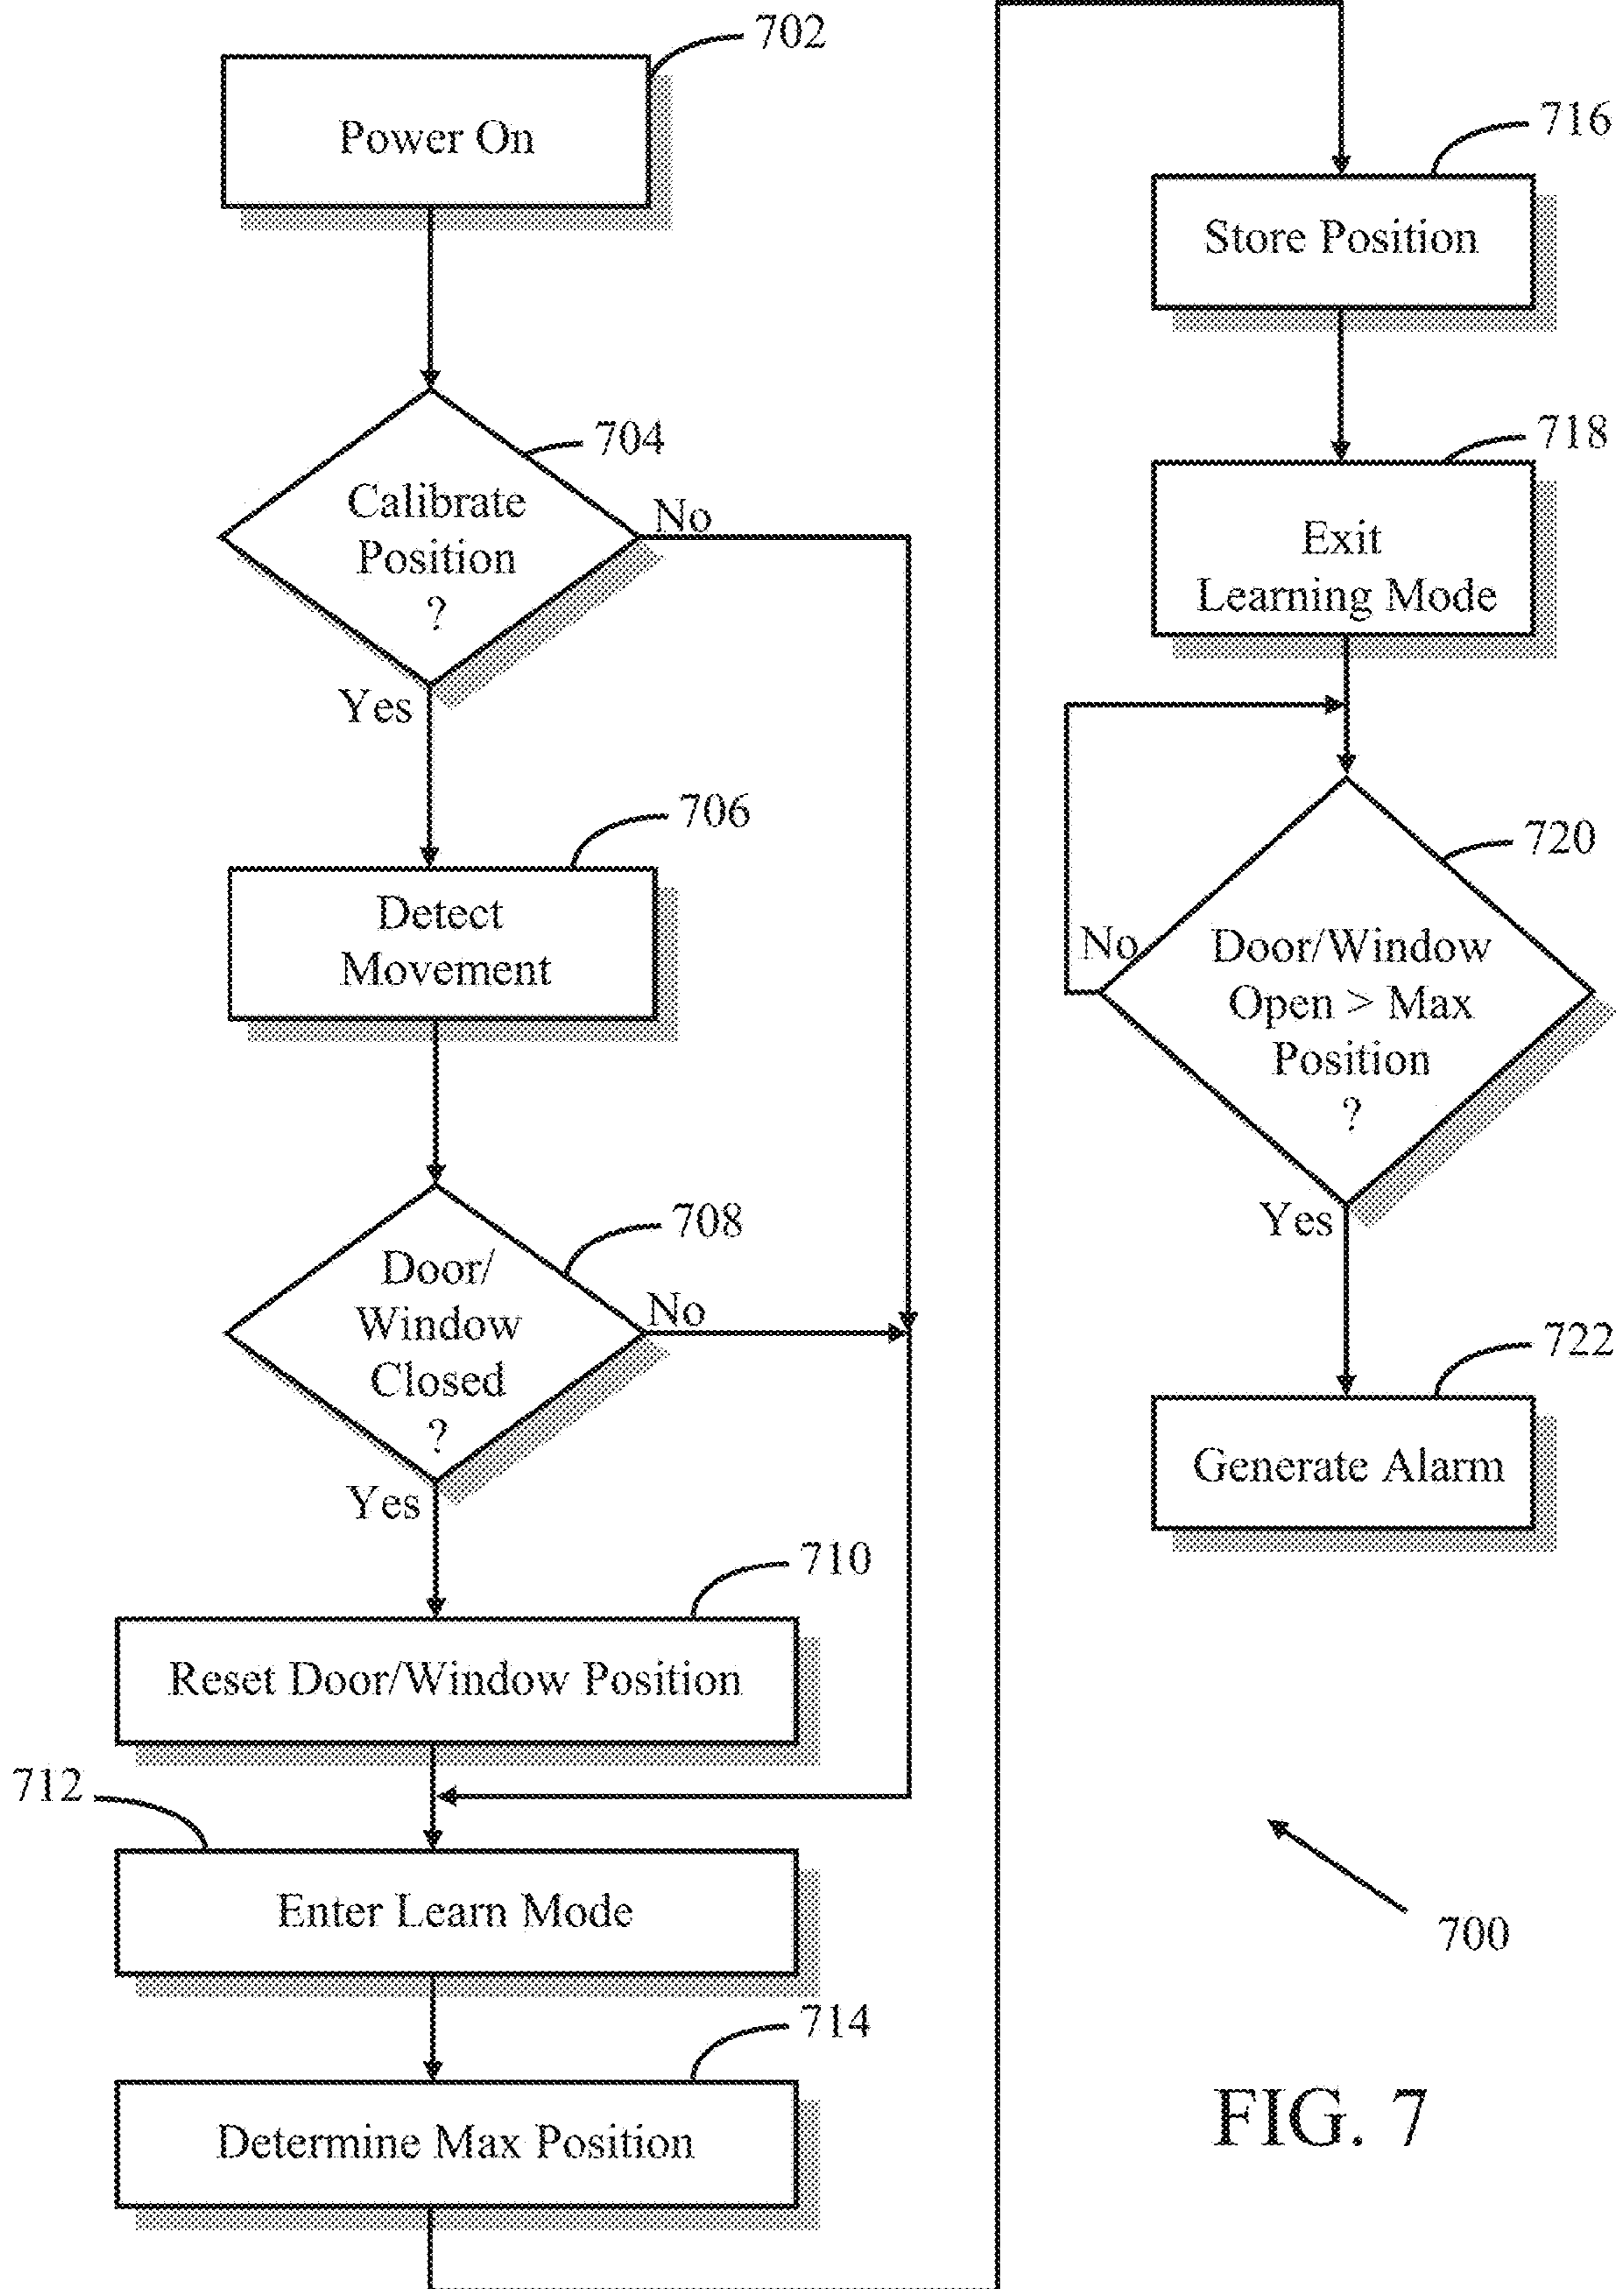 702
Power On
704
Calibrate
Position
?
No
Yes
706
Detect
Movement
708
Door/
Window
Closed
?
No
Yes
710
Reset Door/Window Position
712
Enter Learn Mode
714
Determine Max Position
716
Store Position
718
Exit
Learning Mode
720
No
Door/Window
Open > Max
Position
?
Yes
722
Generate Alarm
700
FIG. 7